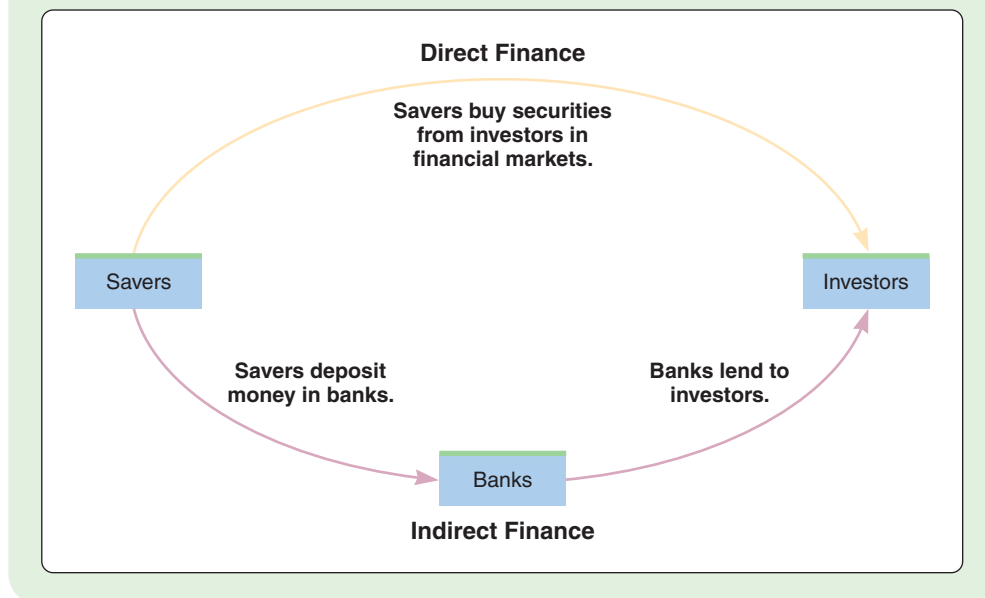 Direct Finance
Savers buy securities
from investors in
financial markets.
Savers
Investors
Savers deposit
money in banks.
Banks lend to
investors.
Banks
Indirect Finance